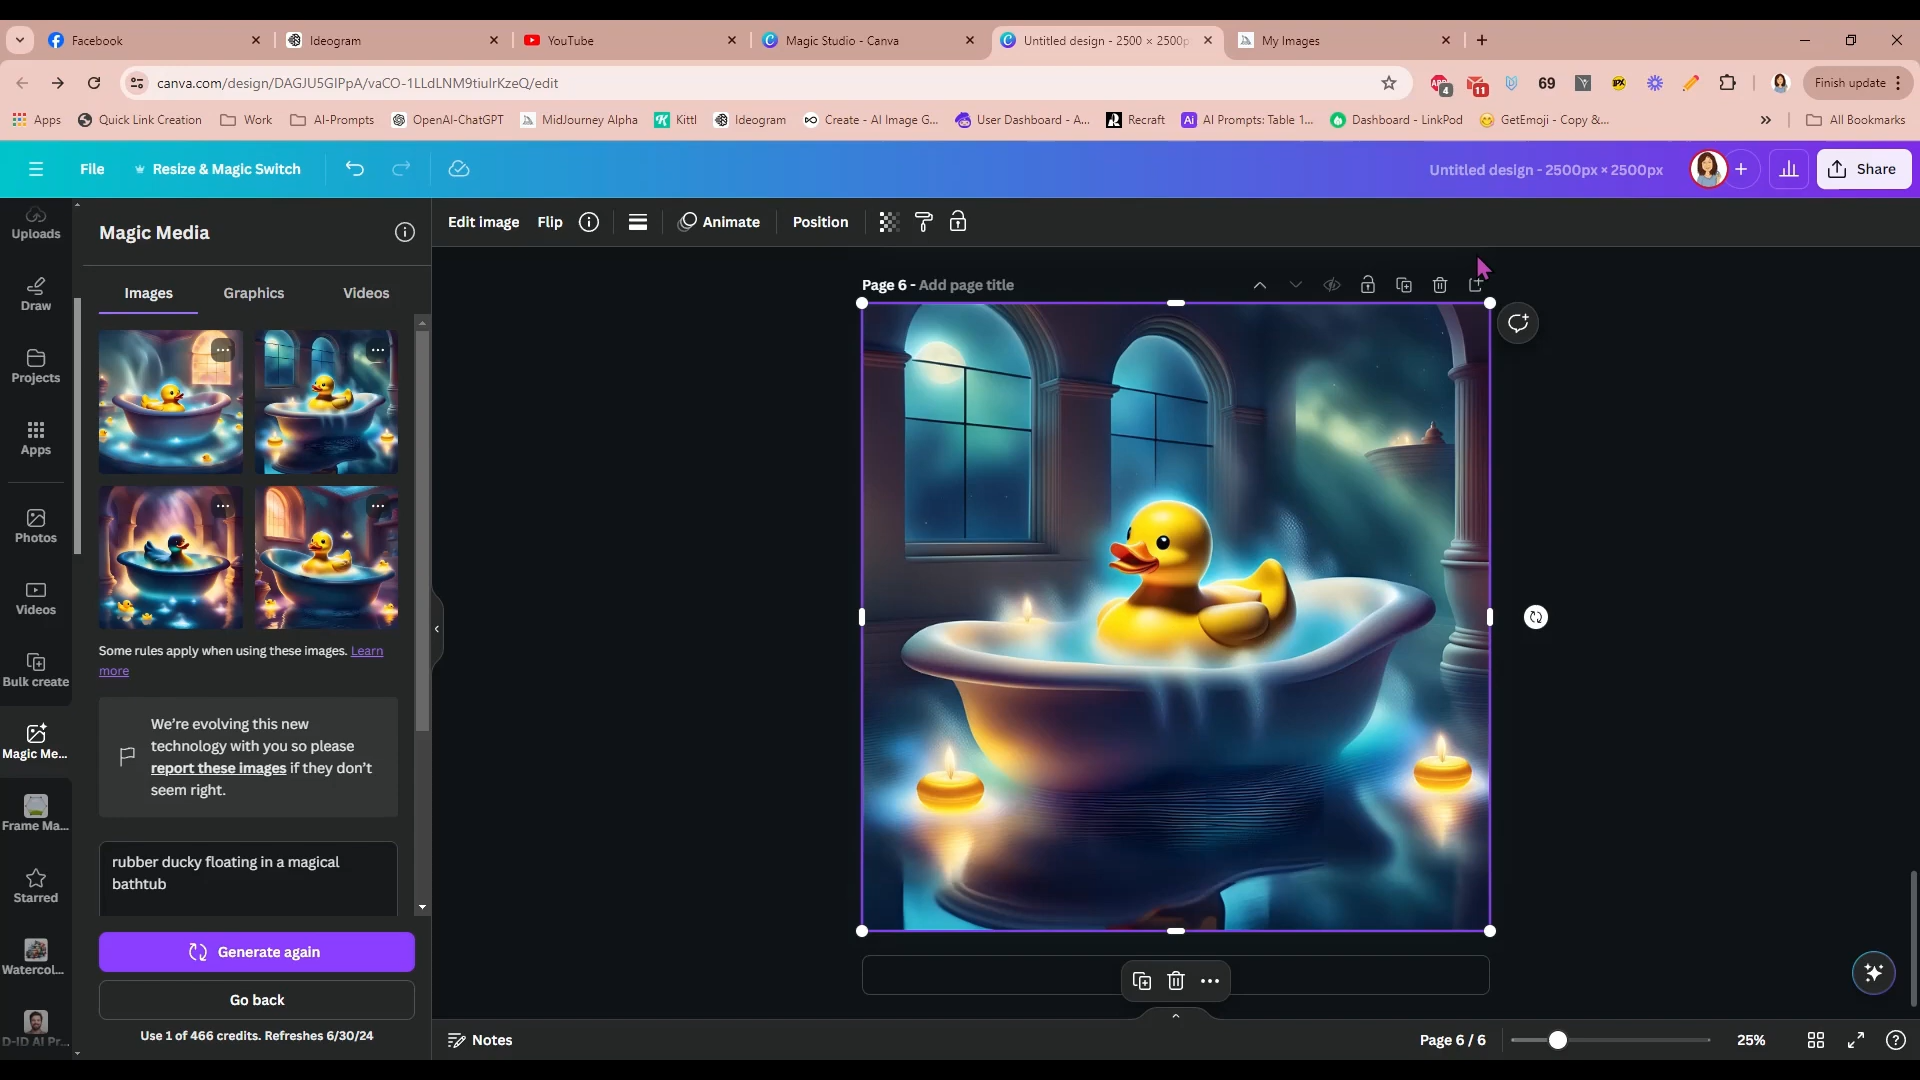 Facebook
Ideogram
YouTube
Magic Studio - Canva
Untitled design - 2500 × 2500p
My Images
canva.com/design/DAGJU5GIPpA/vaCO-1LLdLNM9tiuIrKzeQ/edit
4
11
69
Finish update
Apps
Quick Link Creation
Work
AI-Prompts
OpenAI-ChatGPT
MidJourney Alpha
Kittl
Ideogram
Create - AI Image G...
User Dashboard - A...
Recraft
AI Prompts: Table 1...
Dashboard - LinkPod
GetEmoji - Copy &...
All Bookmarks
File
Resize & Magic Switch
Untitled design - 2500px × 2500px
Share
Uploads
Draw
Projects
Apps
Photos
Videos
Bulk create
Magic Me...
Frame Ma...
Starred
Watercol...
D-ID AI Pr...
Magic Media
Images
Graphics
Videos
Some rules apply when using these images. Learn
more
We're evolving this new
technology with you so please
report these images if they don't
seem right.
rubber ducky floating in a magical
bathtub
Generate again
Go back
Use 1 of 466 credits. Refreshes 6/30/24
Edit image
Flip
Animate
Position
Page 6 - Add page title
Notes
Page 6 / 6
25%